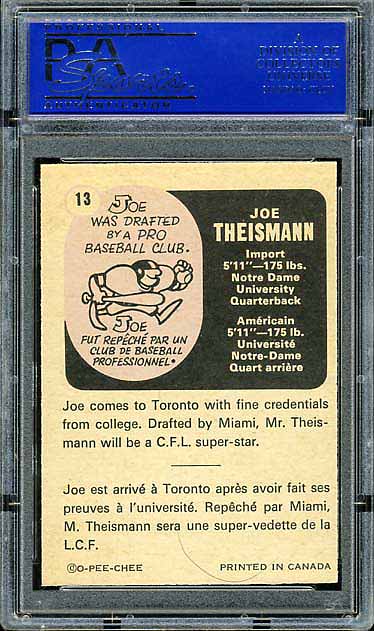 PROFESSIONAL
PSA
AUTHENTICATOR
A
DIVISION OF
COLLECTORS
UNIVERSE
13
JOE
WAS DRAFTED
BY A PRO
BASEBALL CLUB.
JOE
FUT REPÊCHÉ PAR UN
CLUB DE BASEBALL
PROFESSIONNEL.
JOE
THEISMANN
Import
5'11"—175 lbs.
Notre Dame
University
Quarterback
Américain
5'11"—175 lb.
Université
Notre-Dame
Quart arrière
Joe comes to Toronto with fine credentials
from college. Drafted by Miami, Mr. Theis-
mann will be a C.F.L. super-star.
Joe est arrivé à Toronto après avoir fait ses
preuves à l'université. Repêché par Miami,
M. Theismann sera une super-vedette de la
L.C.F.
©O-PEE-CHEE
PRINTED IN CANADA